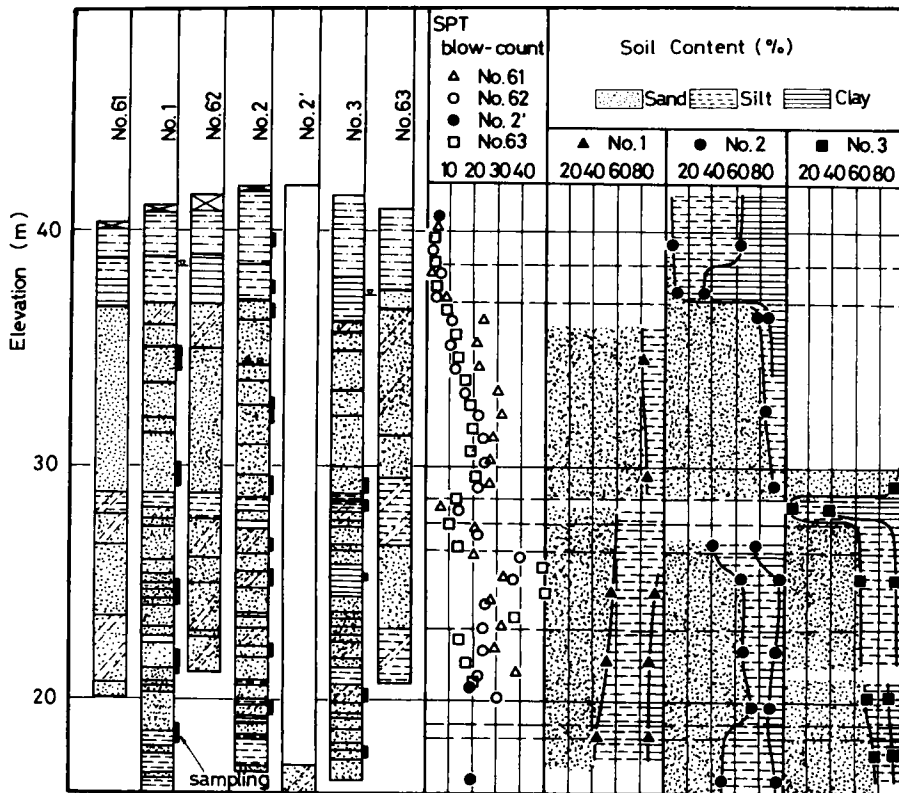 SPT
blow-count
△ No.61
○ No.62
● No. 2'
□ No.63
Soil Content (%)
Sand Silt Clay
No.61
No.1
No.62
No.2
No.2'
No.3
No.63
▲ No.1
● No.2
■ No.3
10 20 30 40
20 40 60 80
20 40 60 80
20 40 60 80
Elevation (m)
40
30
20
sampling